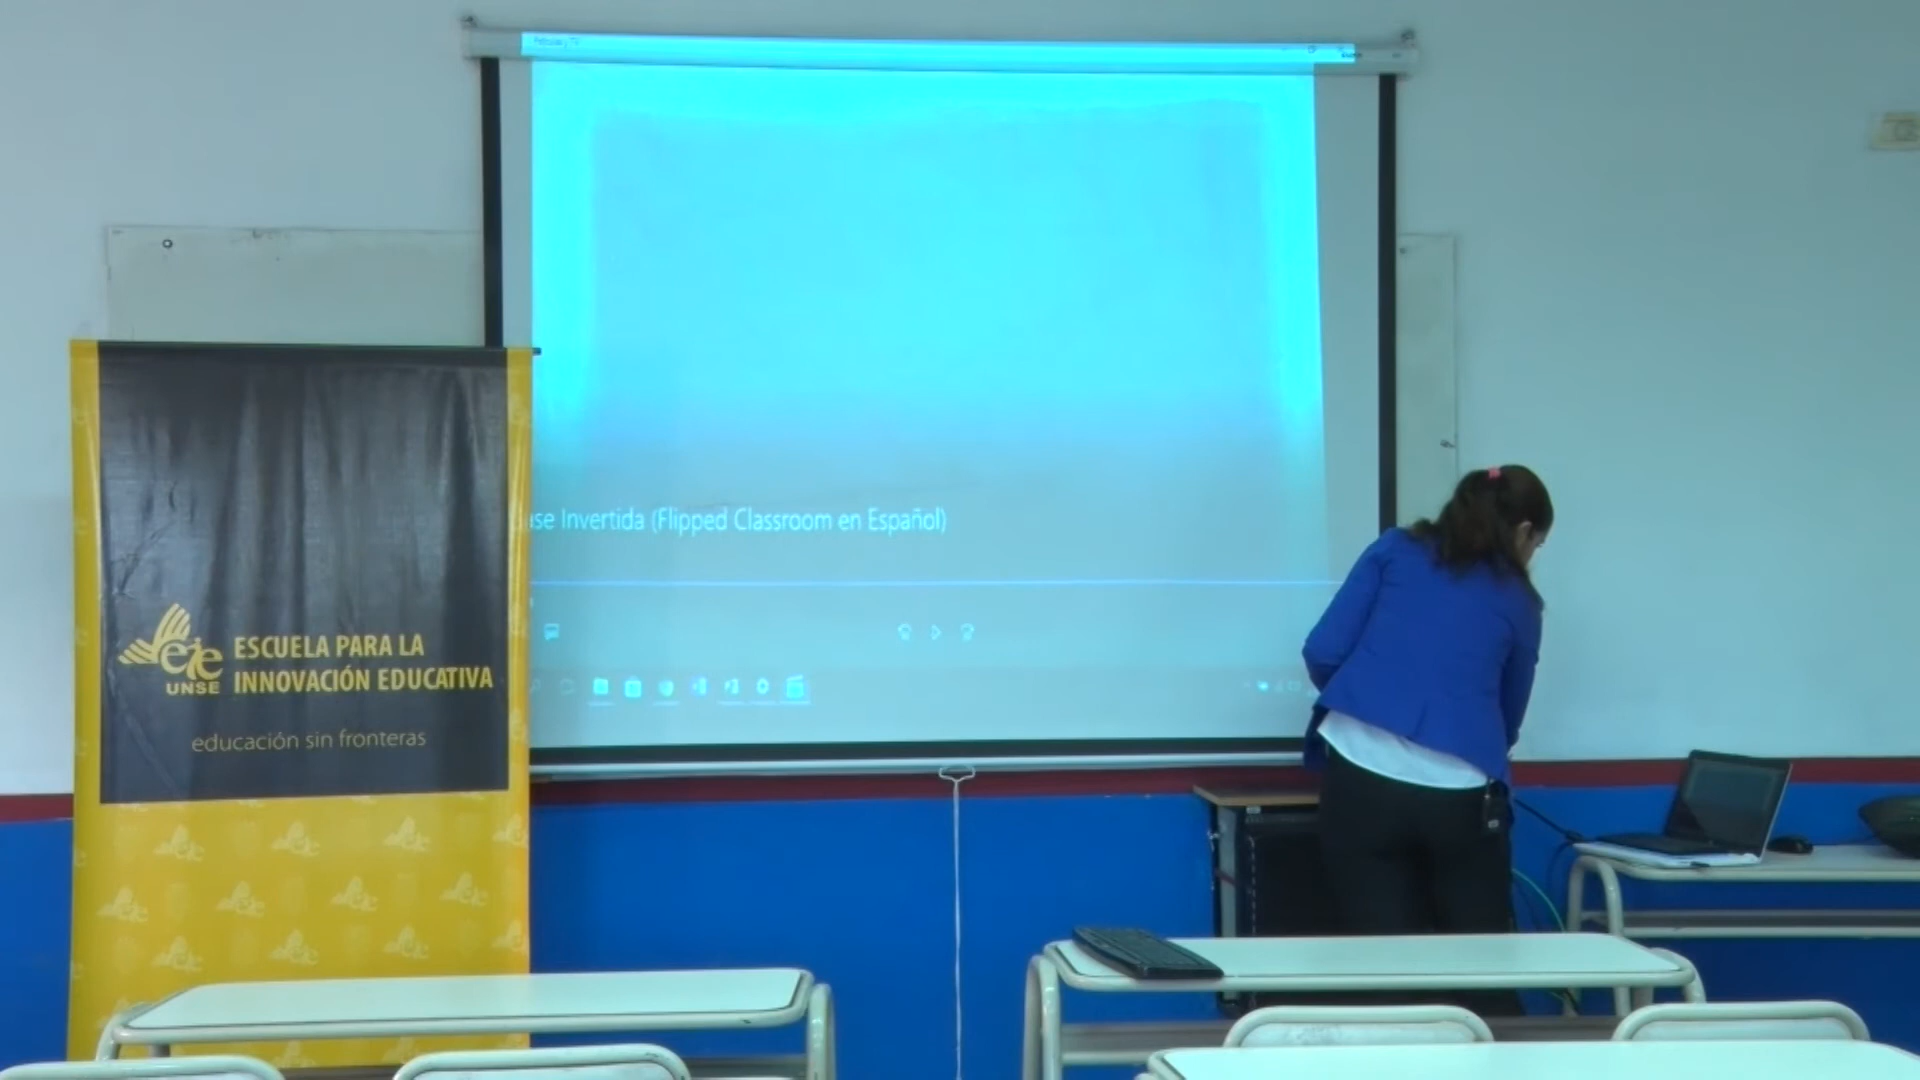 ase Invertida (Flipped Classroom en Español)
eie
UNSE
ESCUELA PARA LA
INNOVACIÓN EDUCATIVA
educación sin fronteras